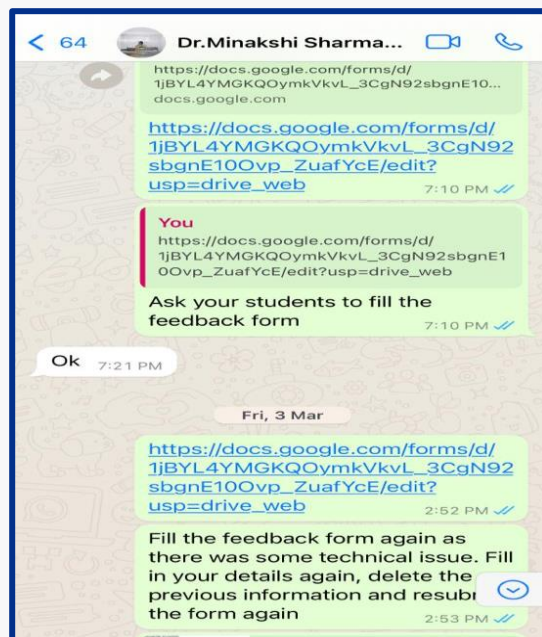 64
Dr.Minakshi Sharma...
https://docs.google.com/forms/d/
1jBYL4YMGKQOymkVkvL_3CgN92sbgnE10...
docs.google.com
https://docs.google.com/forms/d/
1jBYL4YMGKQOymkVkvL_3CgN92
sbgnE10Ovp_ZuafYcE/edit?
usp=drive_web
7:10 PM
You
https://docs.google.com/forms/d/
1jBYL4YMGKQOymkVkvL_3CgN92sbgnE1
0Ovp_ZuafYcE/edit?usp=drive_web
Ask your students to fill the
feedback form
7:10 PM
Ok 7:21 PM
Fri, 3 Mar
https://docs.google.com/forms/d/
1jBYL4YMGKQOymkVkvL_3CgN92
sbgnE10Ovp_ZuafYcE/edit?
usp=drive_web
2:52 PM
Fill the feedback form again as
there was some technical issue. Fill
in your details again, delete the
previous information and resubm
the form again
2:53 PM